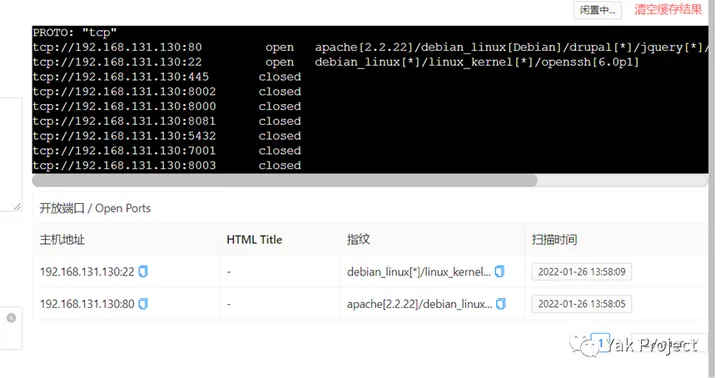 闲置中... 清空缓存结果
PROTO: "tcp"
tcp://192.168.131.130:80 open apache[2.2.22]/debian_linux[Debian]/drupal[*]/jquery[*]/
tcp://192.168.131.130:22 open debian_linux[*]/linux_kernel[*]/openssh[6.0p1]
tcp://192.168.131.130:445 closed
tcp://192.168.131.130:8002 closed
tcp://192.168.131.130:8000 closed
tcp://192.168.131.130:8081 closed
tcp://192.168.131.130:5432 closed
tcp://192.168.131.130:7001 closed
tcp://192.168.131.130:8003 closed
开放端口 / Open Ports
主机地址 HTML Title 指纹 扫描时间
192.168.131.130:22 - debian_linux[*]/linux_kernel... 2022-01-26 13:58:09
192.168.131.130:80 - apache[2.2.22]/debian_linux... 2022-01-26 13:58:05
1
Yak Project